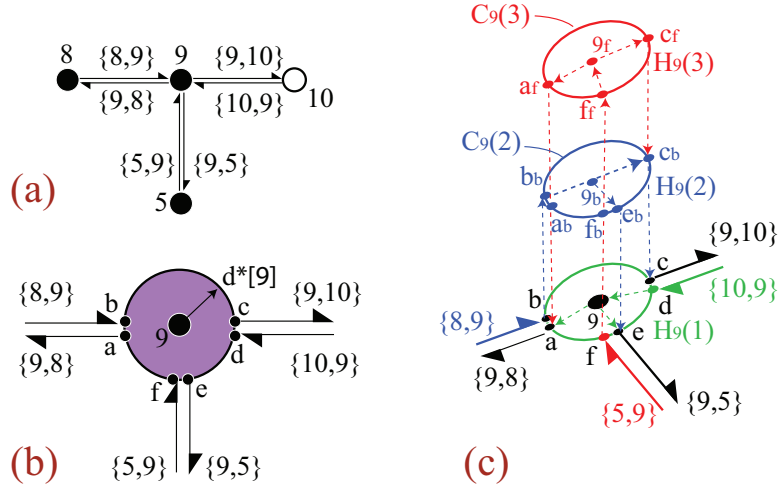 8
{8,9}
9
{9,10}
{9,8}
{10,9}
10
{5,9}
{9,5}
5
(a)
d*[9]
{8,9}
{9,10}
b
c
9
a
d
{9,8}
{10,9}
f
e
{5,9}
{9,5}
(b)
C9(3)
cf
9f
H9(3)
af
ff
C9(2)
cb
bb
H9(2)
9b
ab
fb
eb
{9,10}
c
b
d
{10,9}
9
{8,9}
H9(1)
a
f
e
{9,8}
{5,9}
{9,5}
(c)